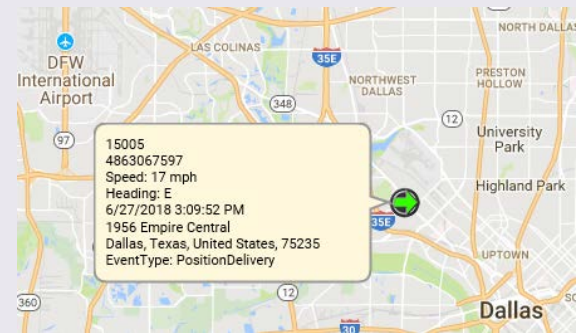 NORTH DALLAS
DFW
International
Airport
LAS COLINAS
35E
NORTHWEST
DALLAS
PRESTON
HOLLOW
348
12
97
University
Park
15005
4863067597
Speed: 17 mph
Heading: E
6/27/2018 3:09:52 PM
1956 Empire Central
Dallas, Texas, United States, 75235
EventType: PositionDelivery
Highland Park
35E
UPTOWN
12
360
Dallas
30